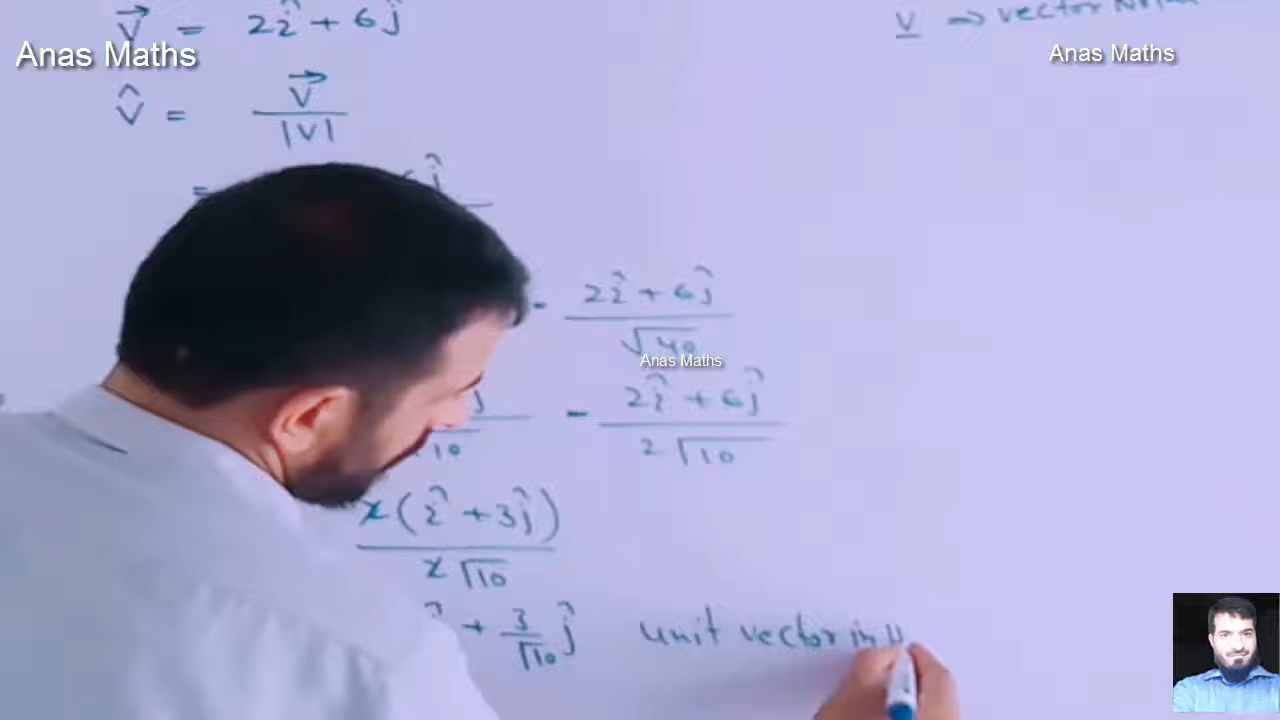 V⃗ = 2î + 6ĵ
V ⇒ vector
Anas Maths
Anas Maths
V̂ = V⃗ / |V|
=
ĵ
= (2î + 6ĵ) / √40
Anas Maths
10 = (2î + 6ĵ) / 2√10
2(î + 3ĵ) / 2√10
+ 3/√10 ĵ unit vector in